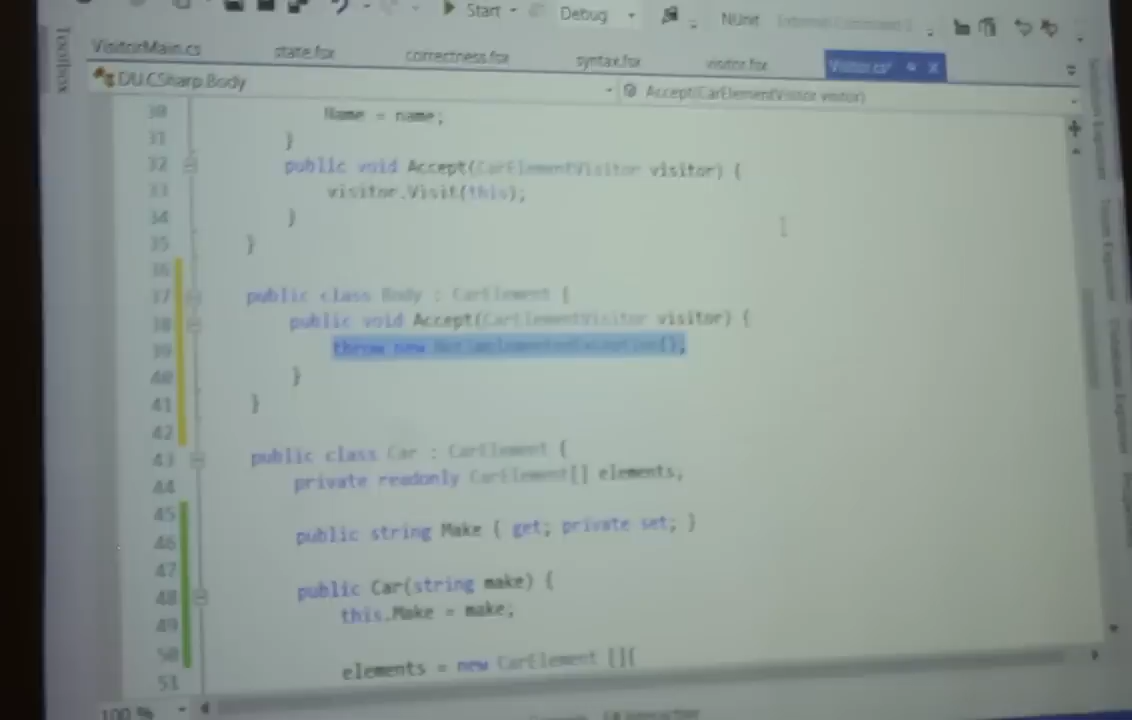 Start Debug NUnit
Toolbox
VisitorMain.cs state.fsx correctness.fsx syntax.fsx visitor.fsx Visitor.cs*
DU.CSharp.Body Accept(CarElementVisitor visitor)
30 Name = name;
31 }
32 public void Accept(CarElementVisitor visitor) {
33 visitor.Visit(this);
34 }
35 }
36
37 public class Body : CarElement {
38 public void Accept(CarElementVisitor visitor) {
39 throw new NotImplementedException();
40 }
41 }
42
43 public class Car : CarElement {
44 private readonly CarElement[] elements;
45
46 public string Make { get; private set; }
47
48 public Car(string make) {
49 this.Make = make;
50
51 elements = new CarElement []{
100 %